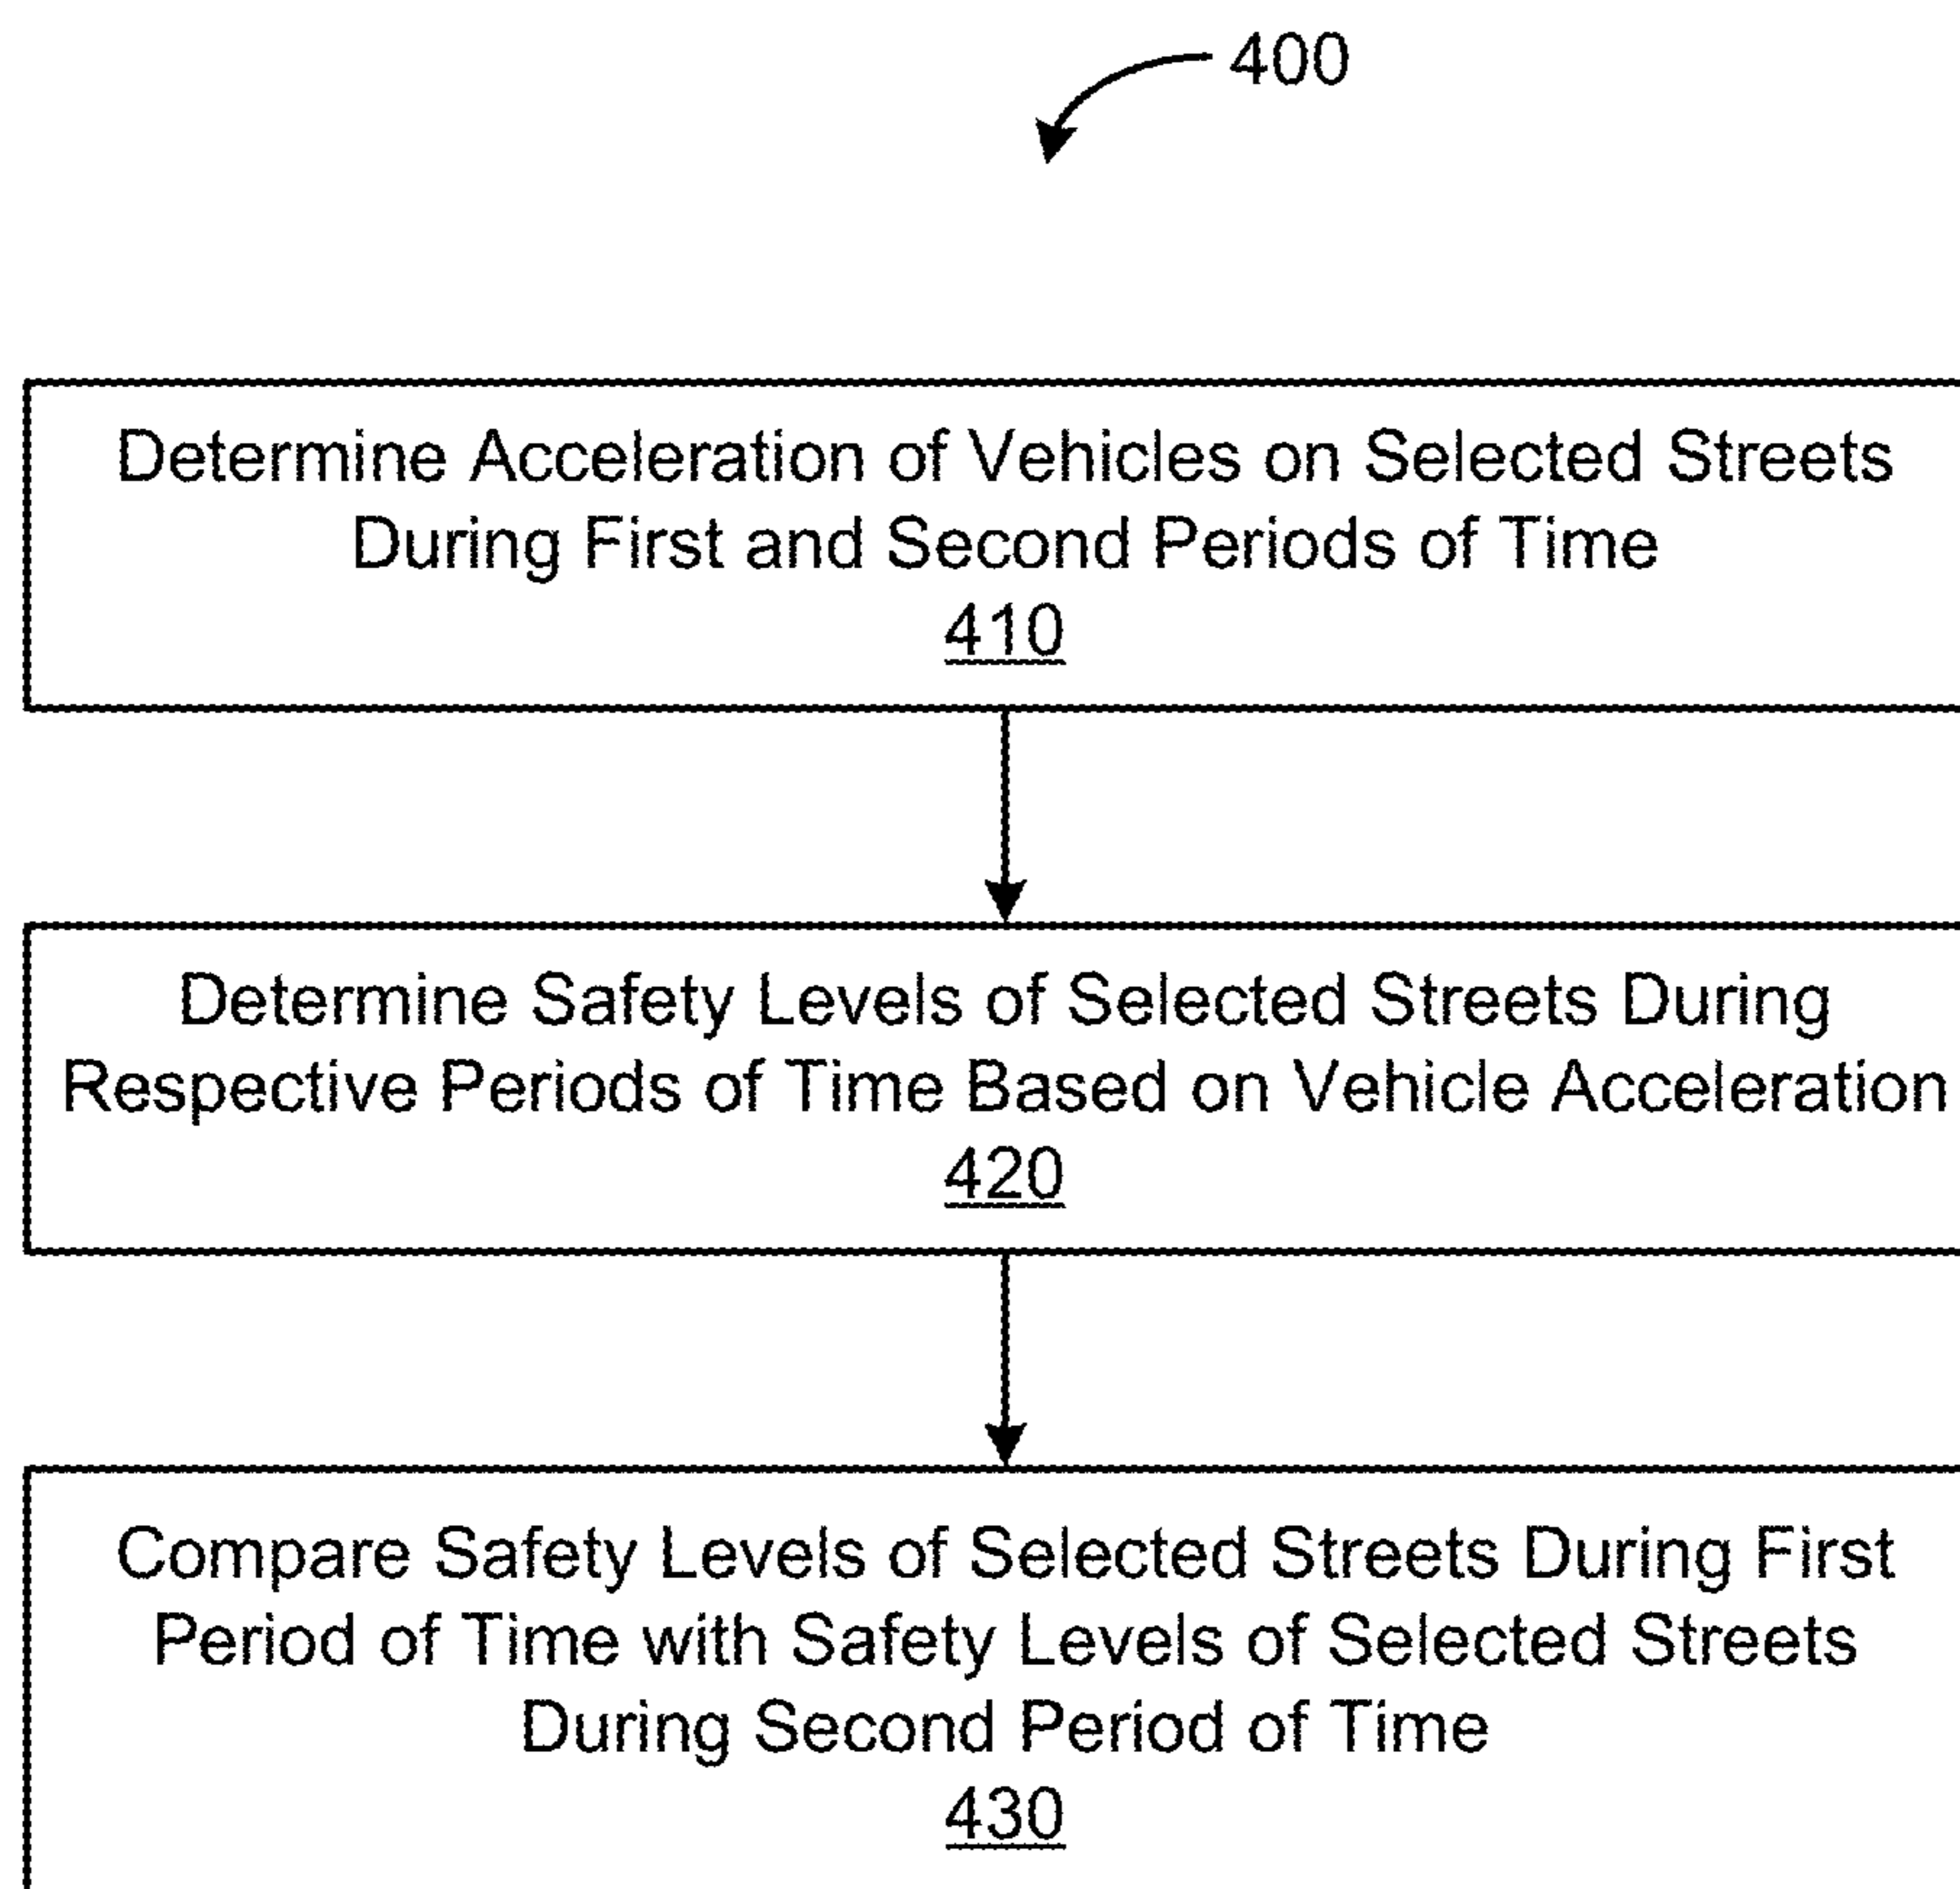 400
Determine Acceleration of Vehicles on Selected Streets
During First and Second Periods of Time
410
Determine Safety Levels of Selected Streets During
Respective Periods of Time Based on Vehicle Acceleration
420
Compare Safety Levels of Selected Streets During First
Period of Time with Safety Levels of Selected Streets
During Second Period of Time
430